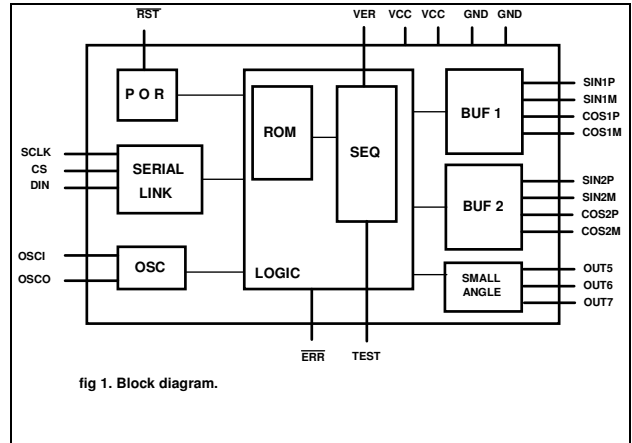 RST VER VCC VCC GND GND
P O R
ROM
SEQ
BUF 1
SIN1P
SIN1M
COS1P
COS1M
SCLK
CS
DIN
SERIAL
LINK
BUF 2
SIN2P
SIN2M
COS2P
COS2M
OSCI
OSCO
OSC
LOGIC
SMALL
ANGLE
OUT5
OUT6
OUT7
ERR TEST
fig 1. Block diagram.